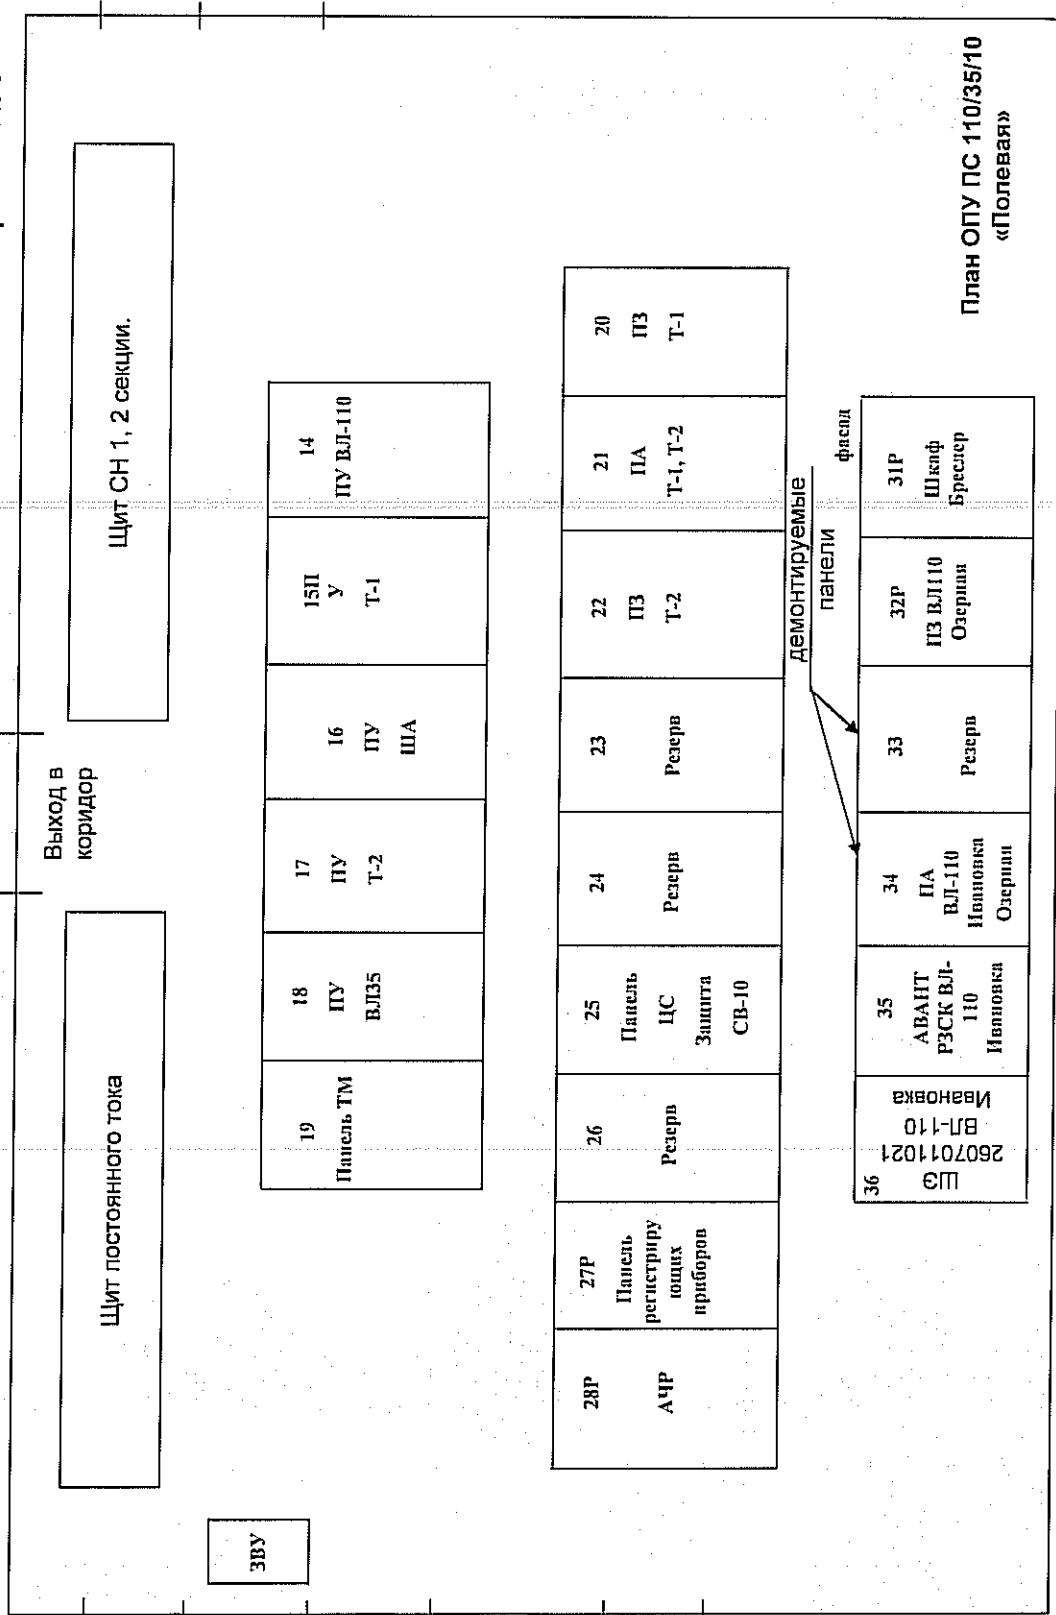 Щит постоянного тока
Выход в
коридор
Щит СН 1, 2 секции.
ЗВУ
19
Панель ТМ
18
ПУ
ВЛ35
17
ПУ
Т-2
16
ПУ
ША
15П
У
Т-1
14
ПУ ВЛ-110
28Р
АЧР
27Р
Панель
регистриру
ющих
приборов
26
Резерв
25
Панель
ЦС
Защита
СВ-10
24
Резерв
23
Резерв
22
ПЗ
Т-2
21
ПА
Т-1, Т-2
20
ПЗ
Т-1
демонтируемые
панели
фасад
36
ШЭ
2607011021
ВЛ-110
Ивановка
35
АВАНТ
РЗСК ВЛ-
110
Ивановка
34
ПА
ВЛ-110
Ивановка
Озерная
33
Резерв
32Р
ПЗ ВЛ110
Озерная
31Р
Шкаф
Бреслер
План ОПУ ПС 110/35/10
«Полевая»